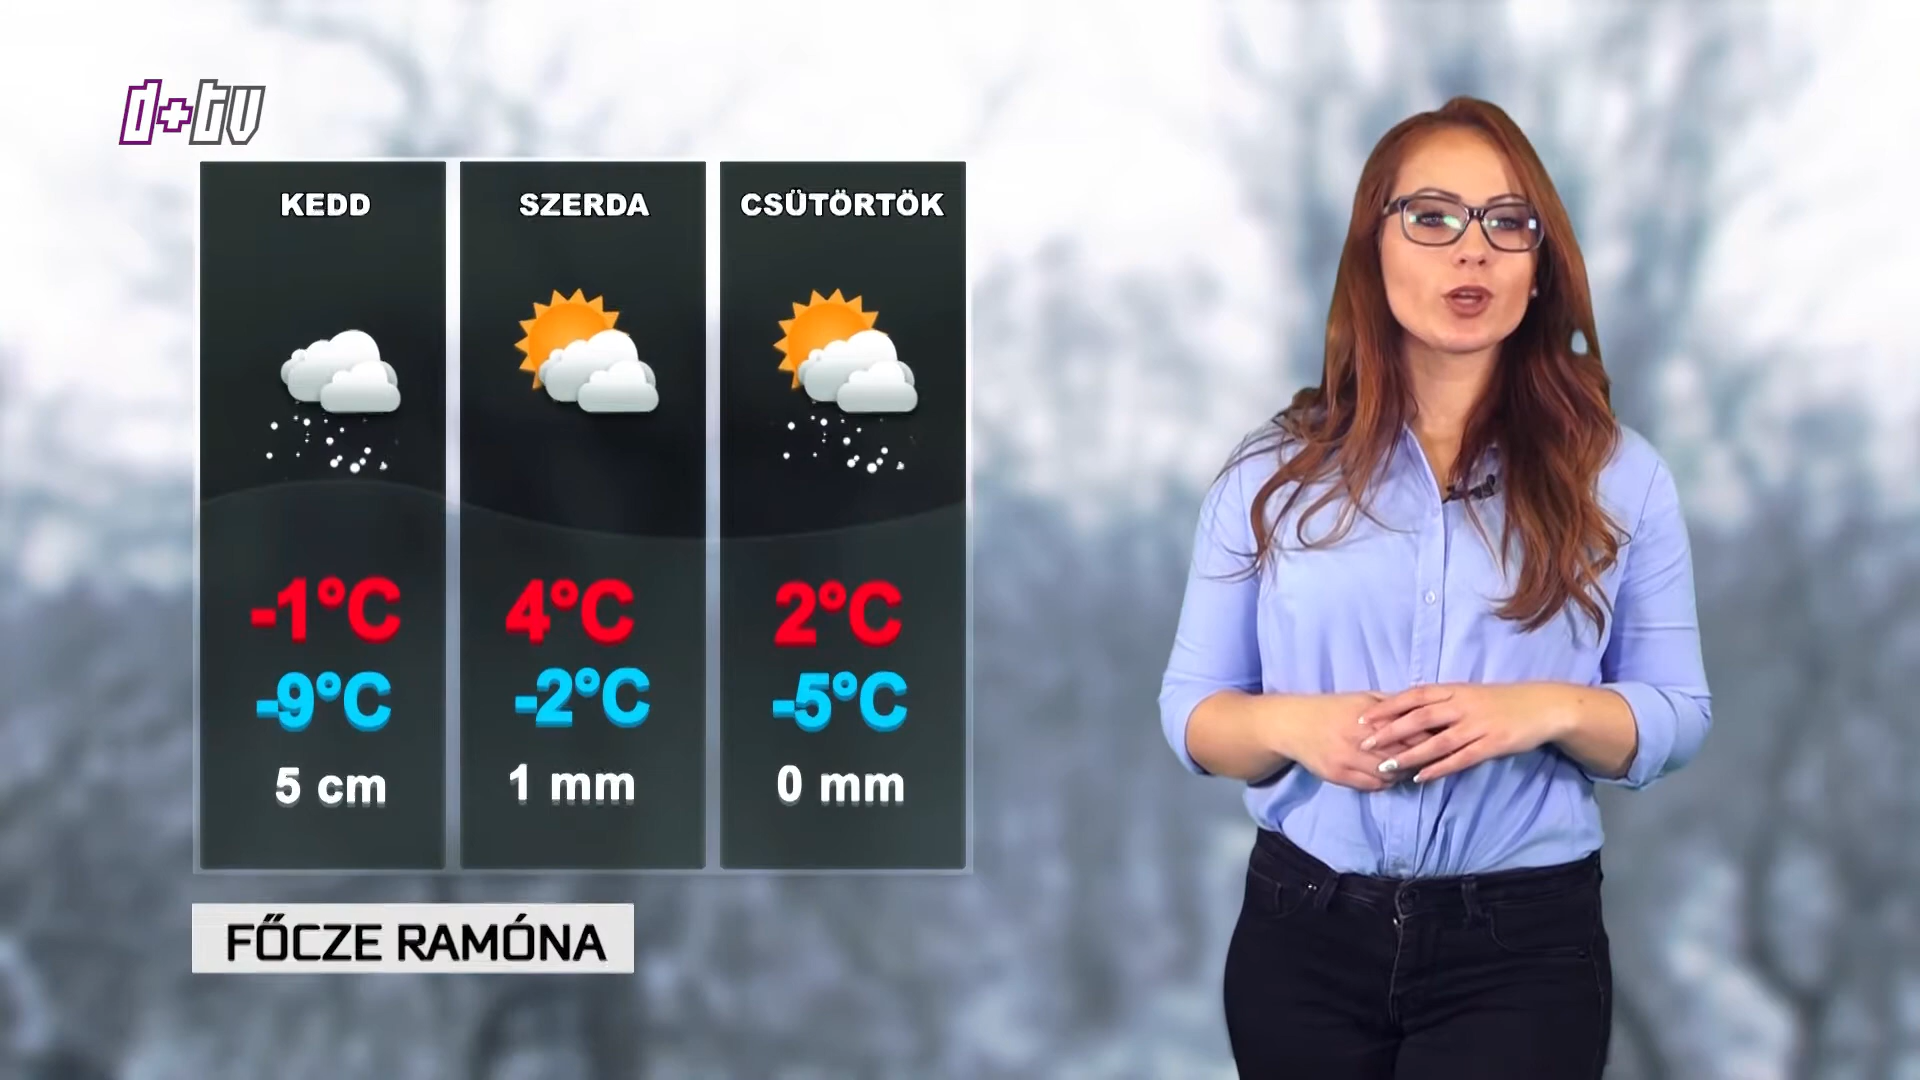 d+tv
KEDD
-1°C
-9°C
5 cm
SZERDA
4°C
-2°C
1 mm
CSÜTÖRTÖK
2°C
-5°C
0 mm
FŐCZE RAMÓNA